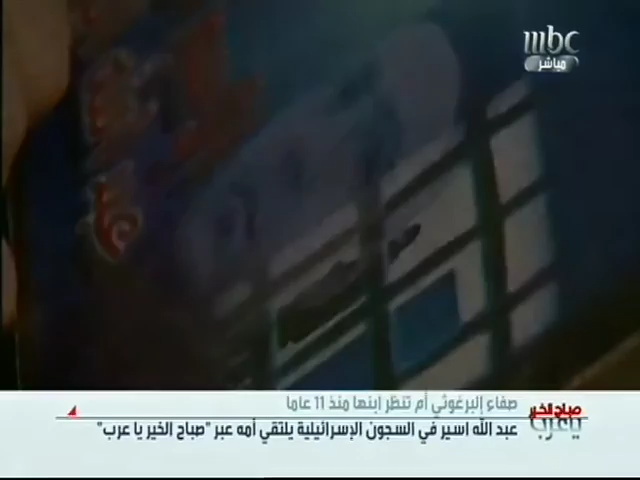 mbc
مباشر
صفاء البرغوثي أم تنظر ابنها منذ 11 عاما
صباح الخير
يا عرب
عبد الله اسير في السجون الإسرائيلية يلتقي أمه عبر "صباح الخير يا عرب"